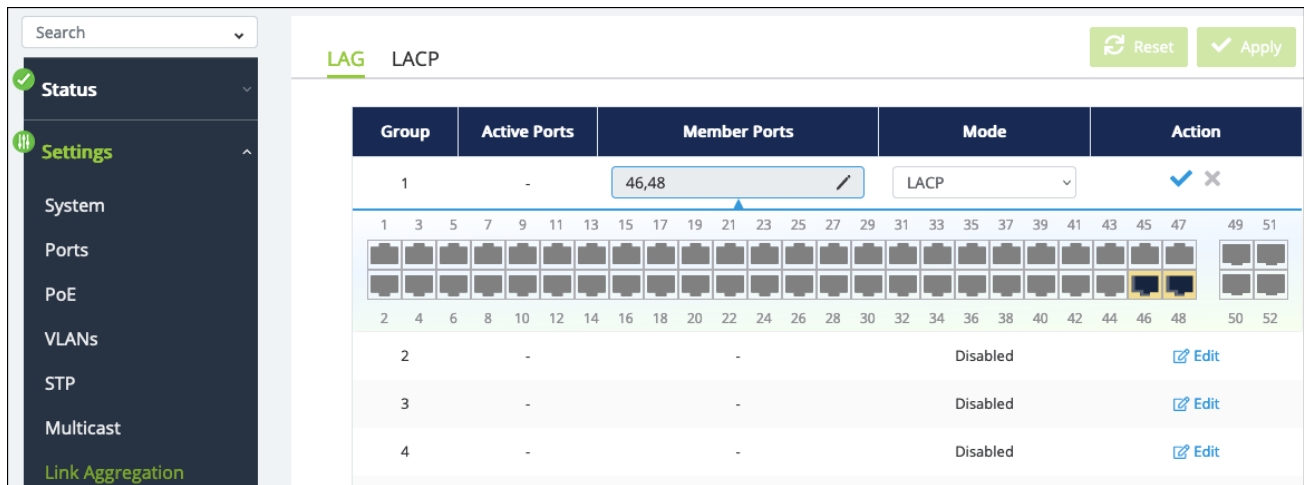 Search
Status
Settings
System
Ports
PoE
VLANs
STP
Multicast
Link Aggregation
LAG LACP
Reset Apply
Group Active Ports Member Ports Mode Action
1 - 46,48 LACP
1 3 5 7 9 11 13 15 17 19 21 23 25 27 29 31 33 35 37 39 41 43 45 47 49 51
2 4 6 8 10 12 14 16 18 20 22 24 26 28 30 32 34 36 38 40 42 44 46 48 50 52
2 - - Disabled Edit
3 - - Disabled Edit
4 - - Disabled Edit